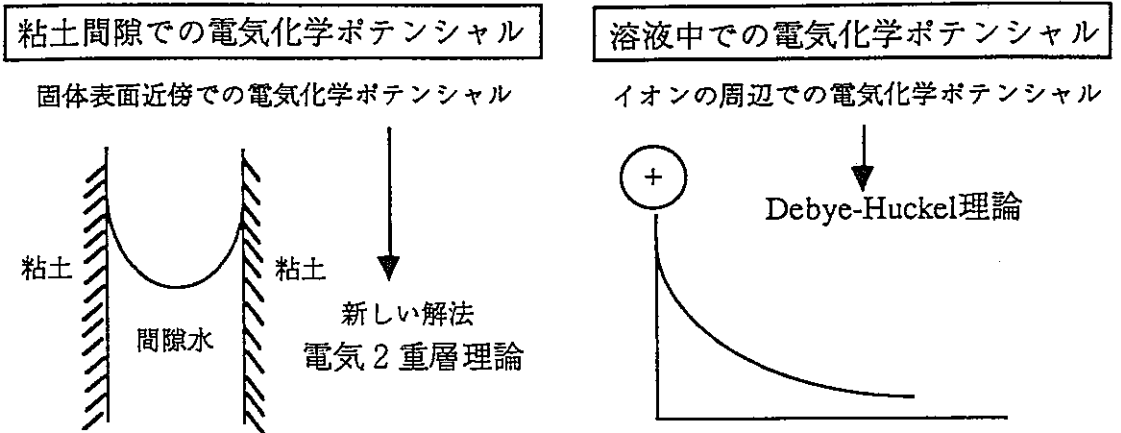 粘土間隙での電気化学ポテンシャル
固体表面近傍での電気化学ポテンシャル
粘土
粘土
間隙水
新しい解法
電気２重層理論
溶液中での電気化学ポテンシャル
イオンの周辺での電気化学ポテンシャル
+
Debye-Huckel理論